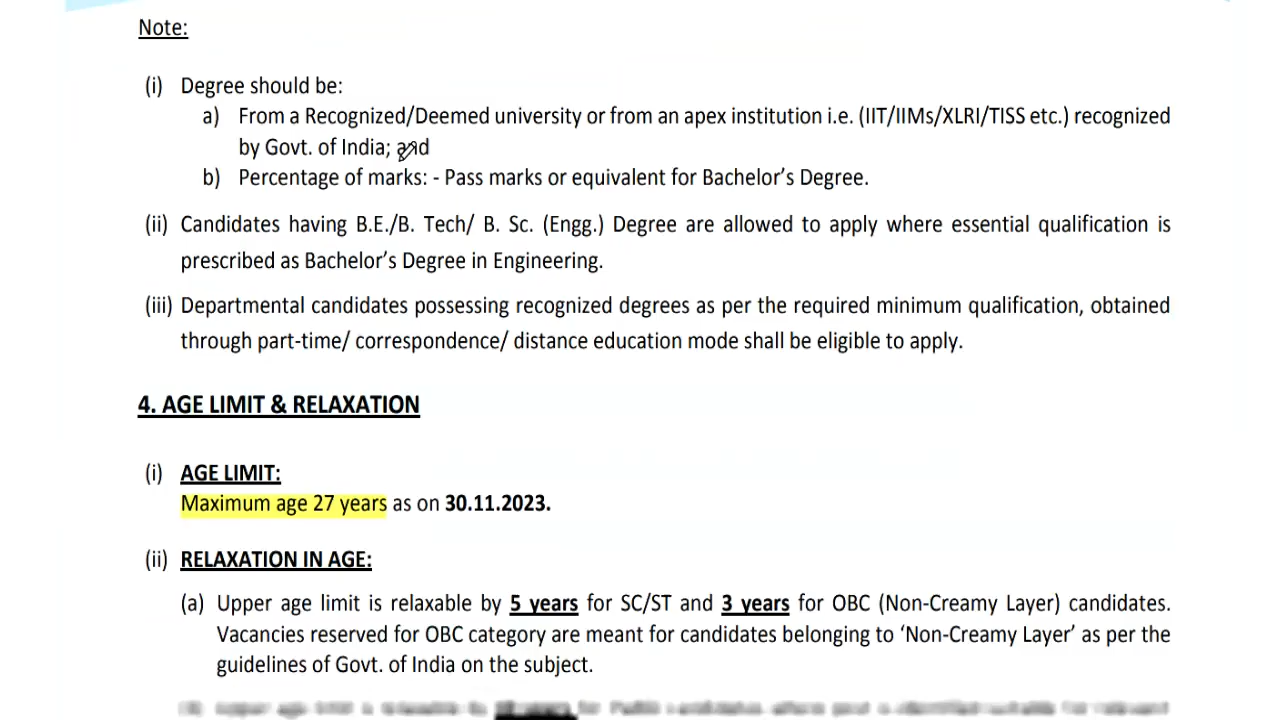 Note:
(i) Degree should be:
a) From a Recognized/Deemed university or from an apex institution i.e. (IIT/IIMs/XLRI/TISS etc.) recognized
by Govt. of India; and
b) Percentage of marks: - Pass marks or equivalent for Bachelor's Degree.
(ii) Candidates having B.E./B. Tech/ B. Sc. (Engg.) Degree are allowed to apply where essential qualification is
prescribed as Bachelor's Degree in Engineering.
(iii) Departmental candidates possessing recognized degrees as per the required minimum qualification, obtained
through part-time/ correspondence/ distance education mode shall be eligible to apply.
4. AGE LIMIT & RELAXATION
(i) AGE LIMIT:
Maximum age 27 years as on 30.11.2023.
(ii) RELAXATION IN AGE:
(a) Upper age limit is relaxable by 5 years for SC/ST and 3 years for OBC (Non-Creamy Layer) candidates.
Vacancies reserved for OBC category are meant for candidates belonging to ‘Non-Creamy Layer’ as per the
guidelines of Govt. of India on the subject.